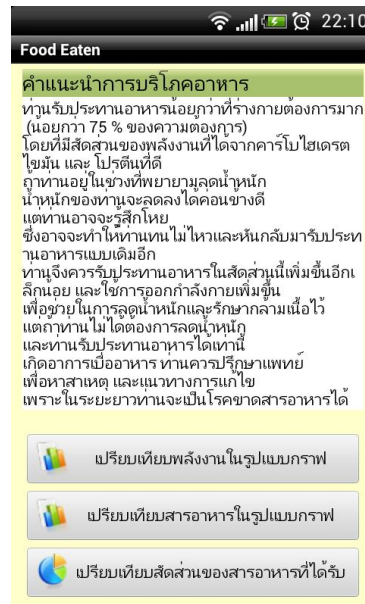 22:10
Food Eaten
คำแนะนำการบริโภคอาหาร
ท่านรับประทานอาหารน้อยกว่าที่ร่างกายต้องการมาก
(น้อยกว่า 75 % ของความต้องการ)
โดยที่มีสัดส่วนของพลังงานที่ได้จากคาร์โบไฮเดรต
ไขมัน และ โปรตีนที่ดี
ถ้าท่านอยู่ในช่วงที่พยายามลดน้ำหนัก
น้ำหนักของท่านจะลดลงได้ค่อนข้างดี
แต่ท่านอาจจะรู้สึกโหย
ซึ่งอาจจะทำให้ท่านทนไม่ไหวและหันกลับมารับประท
านอาหารแบบเดิมอีก
ท่านจึงควรรับประทานอาหารในสัดส่วนนี้เพิ่มขึ้นอีกเ
ล็กน้อย และใช้การออกกำลังกายเพิ่มขึ้น
เพื่อช่วยในการลดน้ำหนักและรักษากล้ามเนื้อไว้
แต่ถ้าท่านไม่ได้ต้องการลดน้ำหนัก
และท่านรับประทานอาหารได้เท่านี้
เกิดอาการเบื่ออาหาร ท่านควรปรึกษาแพทย์
เพื่อหาสาเหตุ และแนวทางการแก้ไข
เพราะในระยะยาวท่านจะเป็นโรคขาดสารอาหารได้
เปรียบเทียบพลังงานในรูปแบบกราฟ
เปรียบเทียบสารอาหารในรูปแบบกราฟ
เปรียบเทียบสัดส่วนของสารอาหารที่ได้รับ